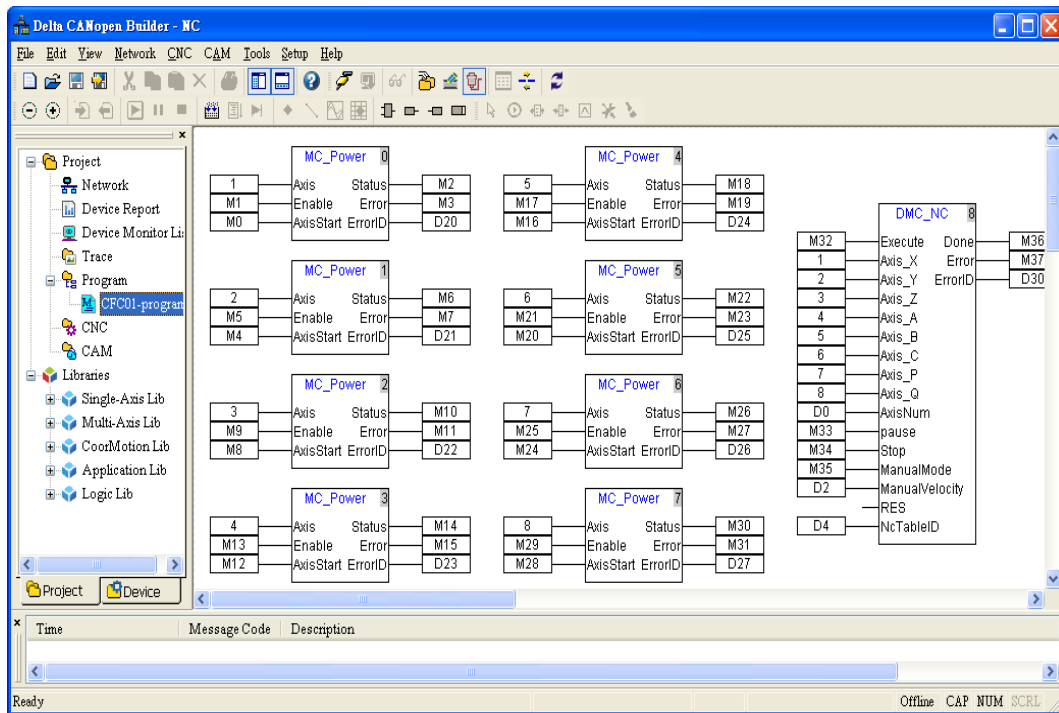 Delta CANopen Builder - NC
File Edit View Network CNC CAM Tools Setup Help
Project
Network
Device Report
Device Monitor Li
Trace
Program
CFC01-program
CNC
CAM
Libraries
Single-Axis Lib
Multi-Axis Lib
CoorMotion Lib
Application Lib
Logic Lib
Project Device
MC_Power 0
1 Axis Status M2
M1 Enable Error M3
M0 AxisStart ErrorID D20
MC_Power 1
2 Axis Status M6
M5 Enable Error M7
M4 AxisStart ErrorID D21
MC_Power 2
3 Axis Status M10
M9 Enable Error M11
M8 AxisStart ErrorID D22
MC_Power 3
4 Axis Status M14
M13 Enable Error M15
M12 AxisStart ErrorID D23
MC_Power 4
5 Axis Status M18
M17 Enable Error M19
M16 AxisStart ErrorID D24
MC_Power 5
6 Axis Status M22
M21 Enable Error M23
M20 AxisStart ErrorID D25
MC_Power 6
7 Axis Status M26
M25 Enable Error M27
M24 AxisStart ErrorID D26
MC_Power 7
8 Axis Status M30
M29 Enable Error M31
M28 AxisStart ErrorID D27
DMC_NC 8
M32 Execute Done M36
1 Axis_X Error M37
2 Axis_Y ErrorID D30
3 Axis_Z
4 Axis_A
5 Axis_B
6 Axis_C
7 Axis_P
8 Axis_Q
D0 AxisNum
M33 pause
M34 Stop
M35 ManualMode
D2 ManualVelocity
RES
D4 NcTableID
Time Message Code Description
Ready Offline CAP NUM SCRL